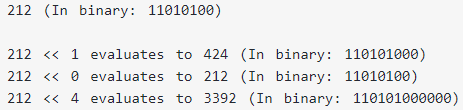 212 (In binary: 11010100)

212 << 1 evaluates to 424 (In binary: 110101000)
212 << 0 evaluates to 212 (In binary: 11010100)
212 << 4 evaluates to 3392 (In binary: 110101000000)